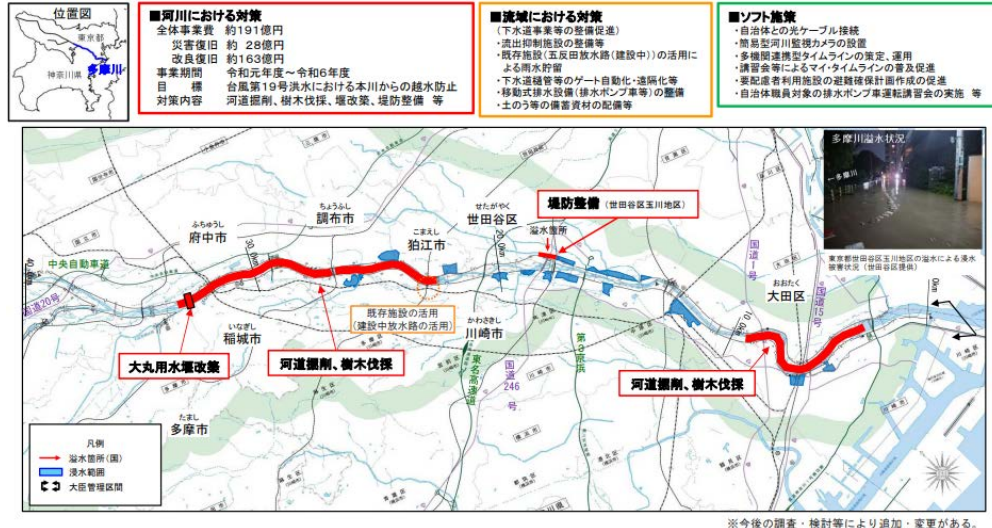 位置図
東京都
神奈川県
多摩川
■河川における対策
全体事業費 約191億円
災害復旧 約 28億円
改良復旧 約163億円
事業期間 令和元年度～令和6年度
目 標 台風第19号洪水における本川からの越水防止
対策内容 河道掘削、樹木伐採、堰改築、堤防整備 等
■流域における対策
(下水道事業等の整備促進)
・流出抑制施設の整備等
・既存施設(五反田放水路(建設中))の活用に
よる雨水貯留
・下水道樋管等のゲート自動化・遠隔化等
・移動式排水設備(排水ポンプ車等)の整備
・土のう等の備蓄資材の配備等
■ソフト施策
・自治体との光ケーブル接続
・簡易型河川監視カメラの設置
・多機関連携型タイムラインの策定、運用
・講習会等によるマイ・タイムラインの普及促進
・要配慮者利用施設の避難確保計画作成の促進
・自治体職員対象の排水ポンプ車運転講習会の実施 等
多摩川溢水状況
←多摩川
東京都世田谷区玉川地区の溢水による浸水
被害状況(世田谷区提供)
堤防整備 (世田谷区玉川地区)
溢水箇所
ふちゅうし
府中市
ちょうふし
調布市
こまえし
狛江市
せたがやく
世田谷区
おおたく
大田区
中央自動車道
国道20号
30.0km
20.0km
10.0km
0km
国道1号
国道15号
既存施設の活用
(建設中放水路の活用)
いなぎし
稲城市
かわさきし
川崎市
東名高速道
国道246号
第3京浜
大丸用水堰改築
河道掘削、樹木伐採
河道掘削、樹木伐採
たまし
多摩市
凡例
溢水箇所(国)
浸水範囲
大臣管理区間
※今後の調査・検討等により追加・変更がある。